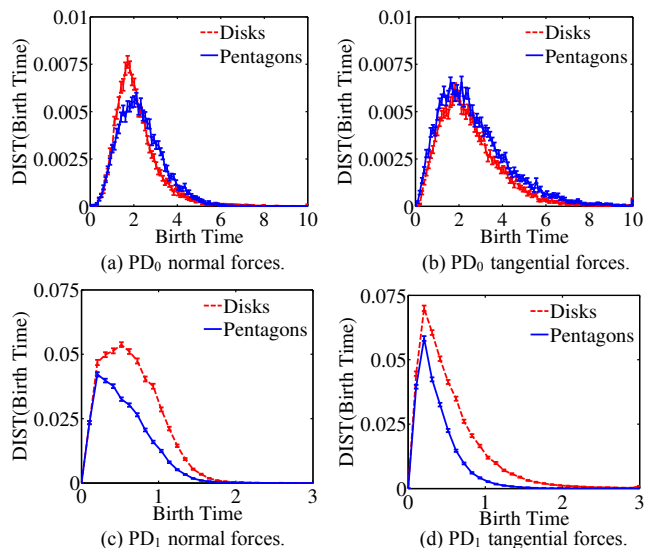 0.01
0.0075
0.005
0.0025
0
DIST(Birth Time)
Disks
Pentagons
0 2 4 6 8 10
Birth Time
(a) PD₀ normal forces.
0.01
0.0075
0.005
0.0025
0
DIST(Birth Time)
Disks
Pentagons
0 2 4 6 8 10
Birth Time
(b) PD₀ tangential forces.
0.075
0.05
0.025
0
DIST(Birth Time)
Disks
Pentagons
0 1 2 3
Birth Time
(c) PD₁ normal forces.
0.075
0.05
0.025
0
DIST(Birth Time)
Disks
Pentagons
0 1 2 3
Birth Time
(d) PD₁ tangential forces.